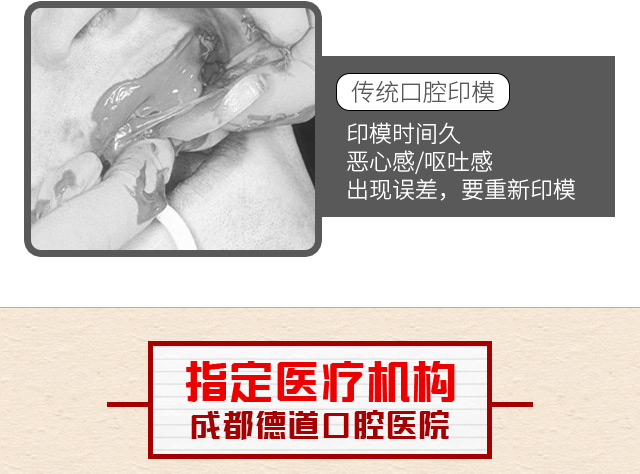 传统口腔印模
印模时间久
恶心感/呕吐感
出现误差，要重新印模
指定医疗机构
成都德道口腔医院